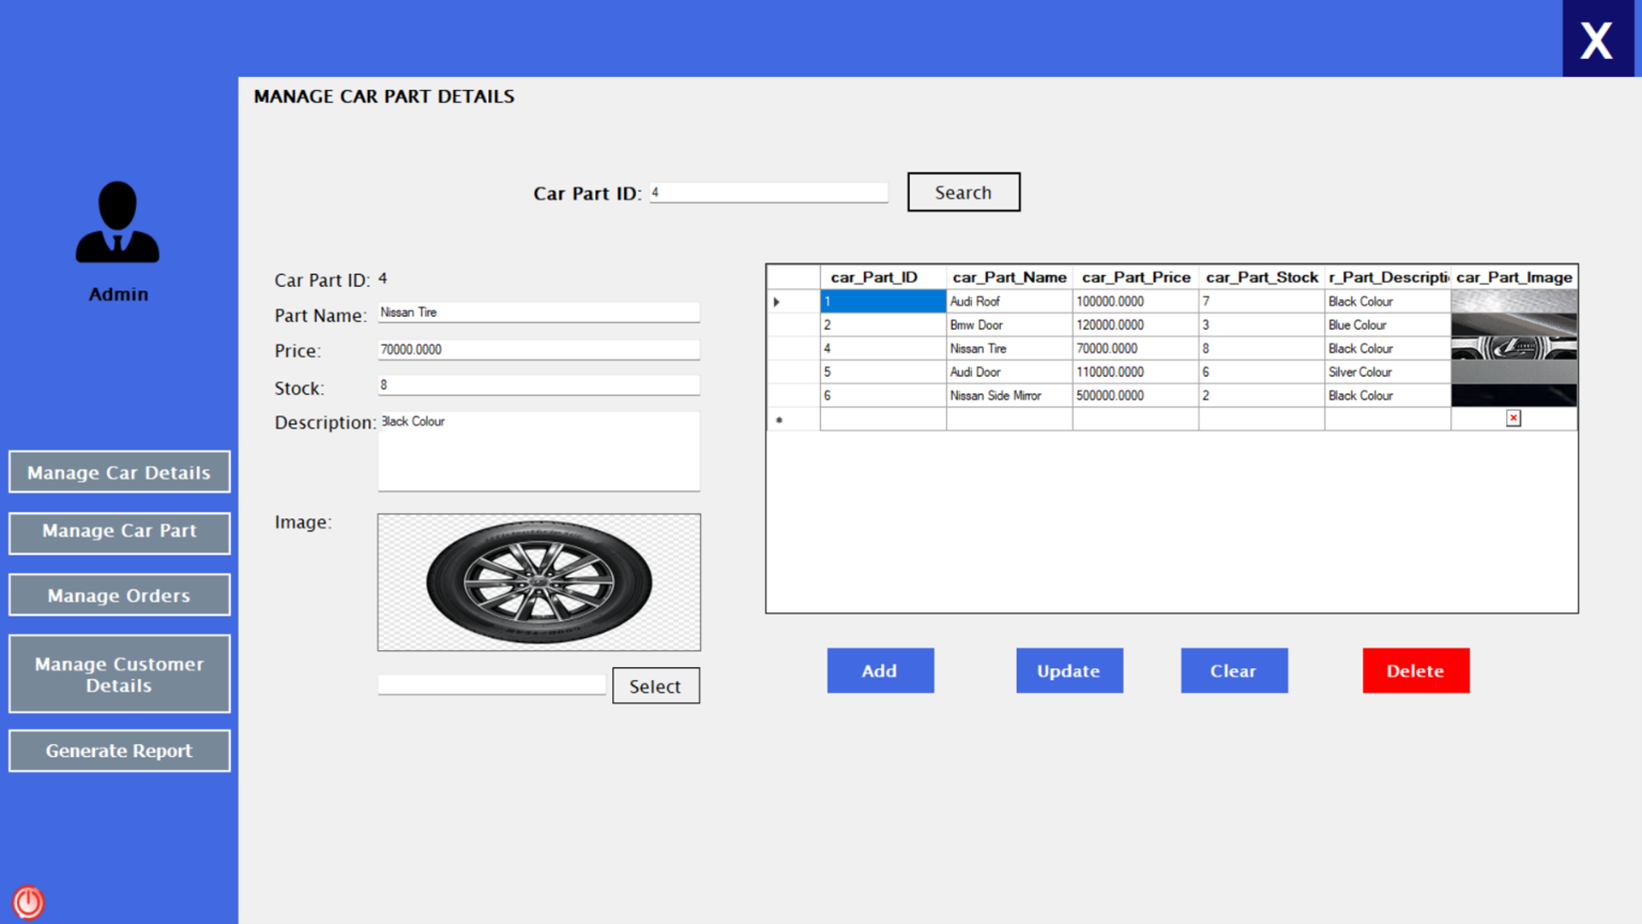 X
MANAGE CAR PART DETAILS
Car Part ID: 4 Search
Admin
Car Part ID: 4
Part Name: Nissan Tire
Price: 70000.0000
Stock: 8
Description: Black Colour
Image:
Select
car_Part_ID car_Part_Name car_Part_Price car_Part_Stock r_Part_Descripti car_Part_Image
1 Audi Roof 100000.0000 7 Black Colour
2 Bmw Door 120000.0000 3 Blue Colour
4 Nissan Tire 70000.0000 8 Black Colour
5 Audi Door 110000.0000 6 Silver Colour
6 Nissan Side Mirror 500000.0000 2 Black Colour
Add Update Clear Delete
Manage Car Details
Manage Car Part
Manage Orders
Manage Customer
Details
Generate Report